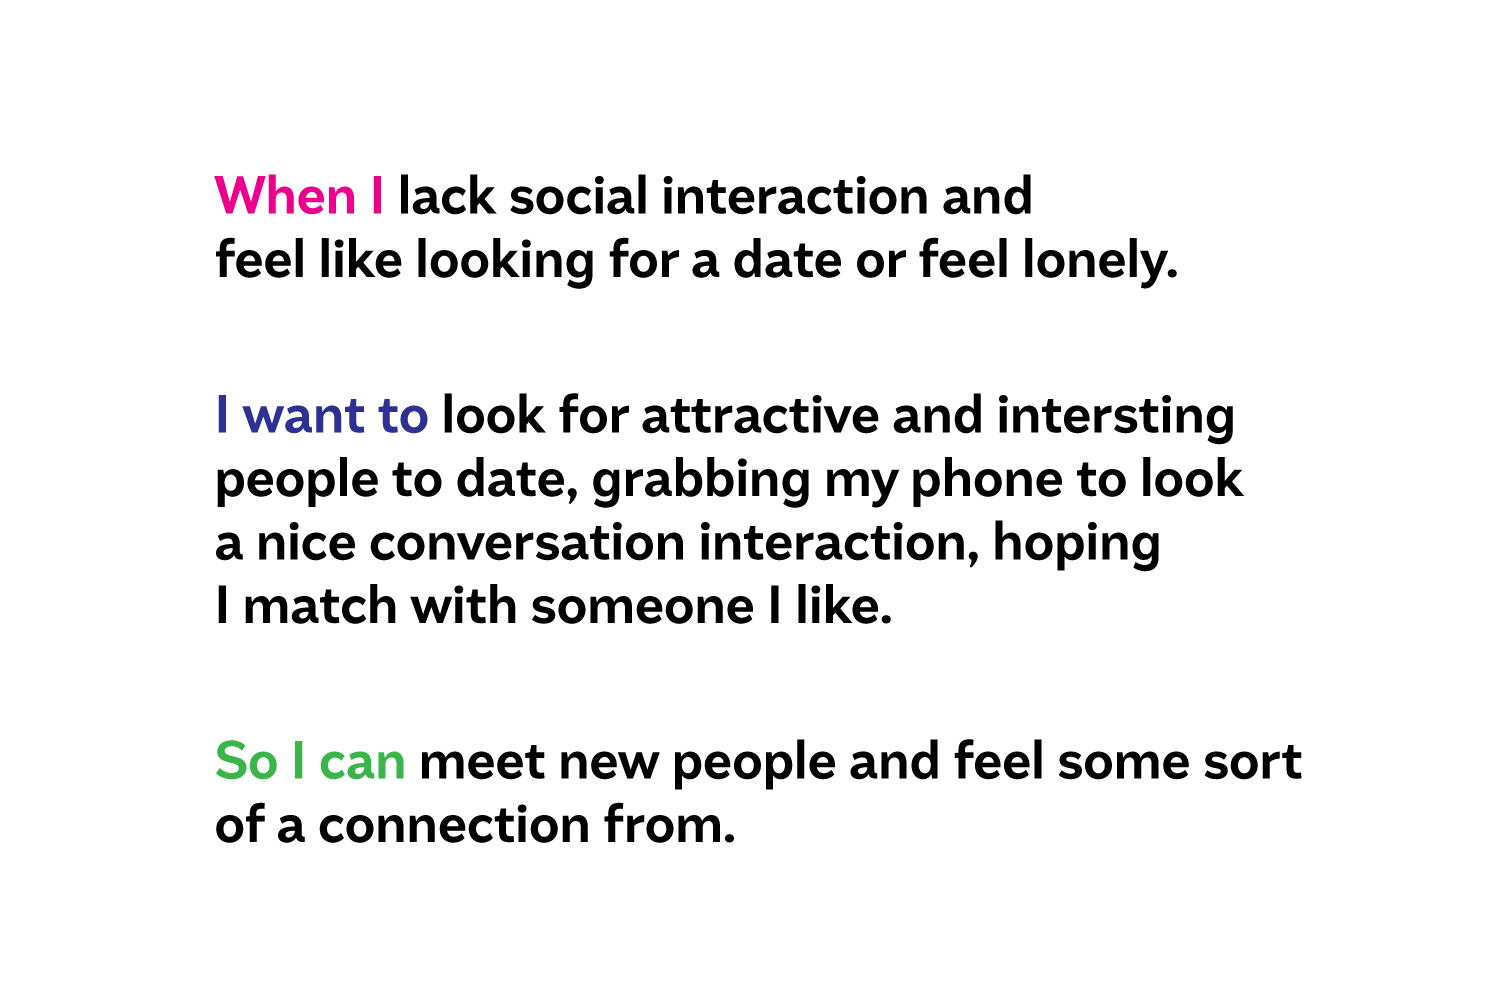 When I lack social interaction and
feel like looking for a date or feel lonely.
I want to look for attractive and intersting
people to date, grabbing my phone to look
a nice conversation interaction, hoping
I match with someone I like.
So I can meet new people and feel some sort
of a connection from.